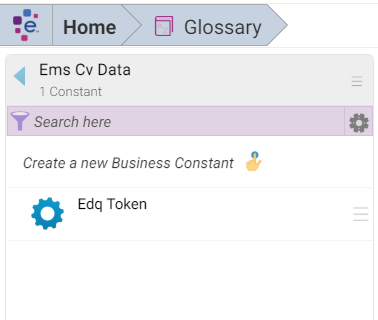 e
Home
Glossary
Ems Cv Data
1 Constant
Search here
Create a new Business Constant
Edq Token